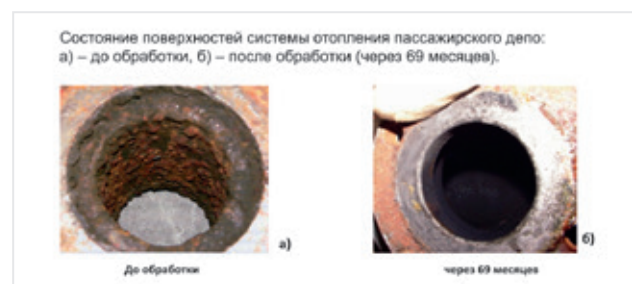 Состояние поверхностей системы отопления пассажирского депо:
а) – до обработки, б) – после обработки (через 69 месяцев).
а)
б)
До обработки
через 69 месяцев